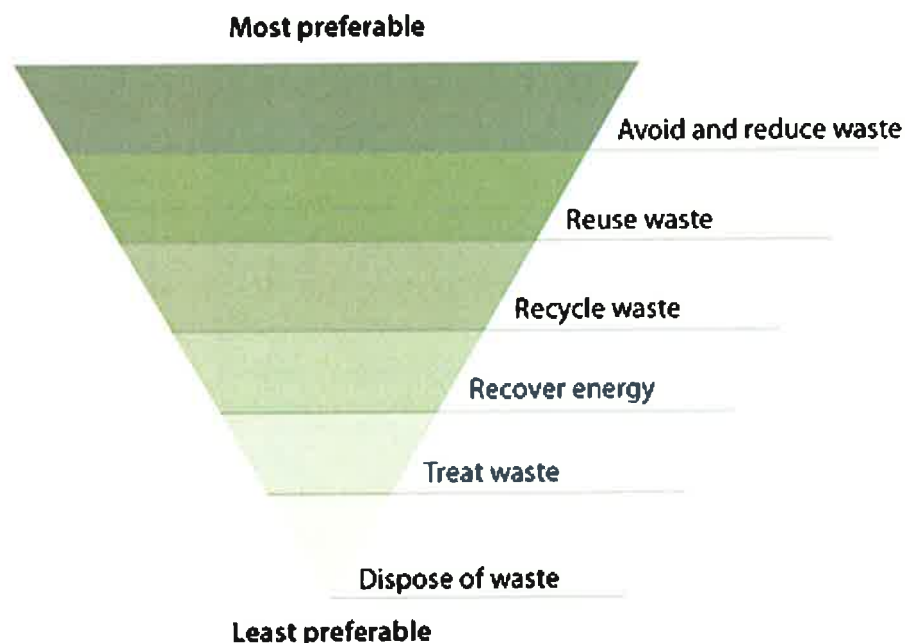 Most preferable
Avoid and reduce waste
Reuse waste
Recycle waste
Recover energy
Treat waste
Dispose of waste
Least preferable